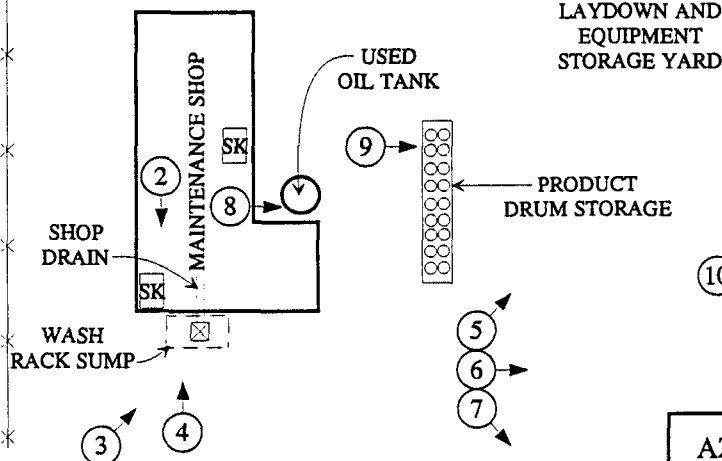 LAYDOWN AND
EQUIPMENT
STORAGE YARD
USED
OIL TANK
MAINTENANCE SHOP
SK
9
2
PRODUCT
DRUM STORAGE
8
SHOP
DRAIN
10
SK
WASH
RACK SUMP
5
6
7
3
4